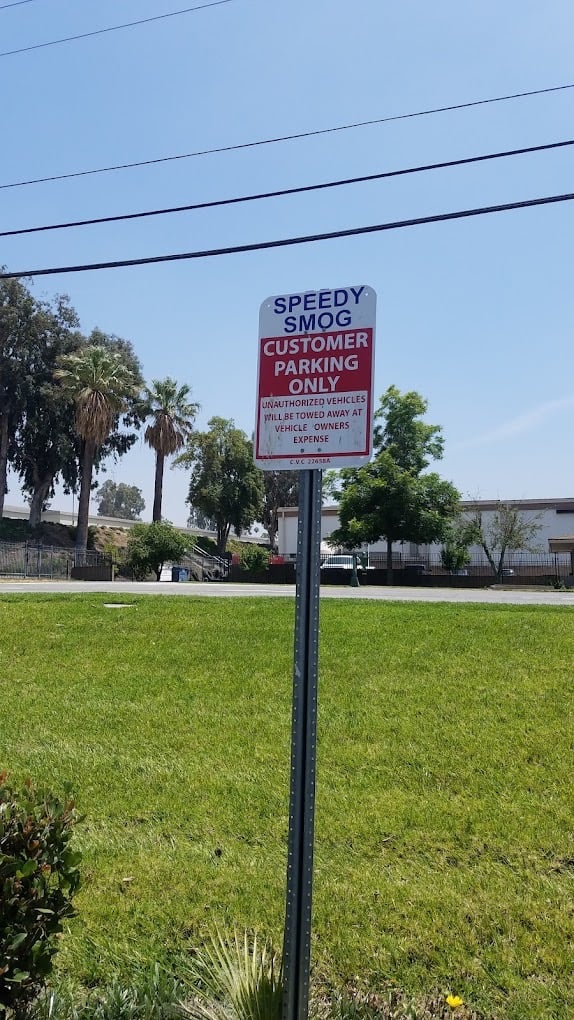 SPEEDY
SMOG
CUSTOMER
PARKING
ONLY
UNAUTHORIZED VEHICLES
WILL BE TOWED AWAY AT
VEHICLE OWNERS
EXPENSE
C.V.C 22658A